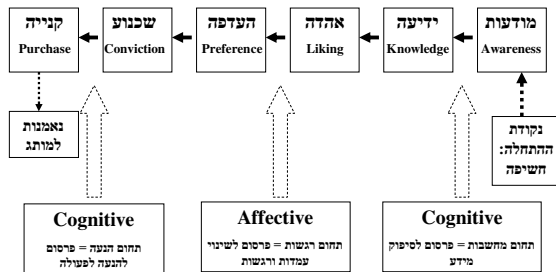 מודעות
Awareness
ידיעה
Knowledge
אהדה
Liking
העדפה
Preference
שכנוע
Conviction
קנייה
Purchase
נקודת
ההתחלה:
חשיפה
נאמנות
למותג
Cognitive
תחום מחשבות = פרסום לסיפוק
מידע
Affective
תחום רגשות = פרסום לשינוי
עמדות ורגשות
Cognitive
תחום הנעה = פרסום
להנעה לפעולה